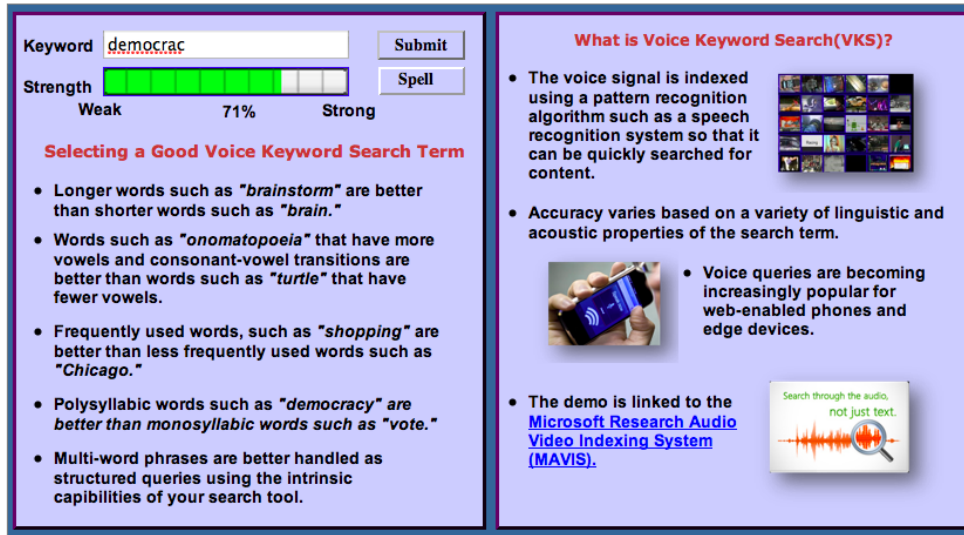 Keyword democrac Submit
Strength Spell
Weak 71% Strong
Selecting a Good Voice Keyword Search Term
• Longer words such as "brainstorm" are better
than shorter words such as "brain."
• Words such as "onomatopoeia" that have more
vowels and consonant-vowel transitions are
better than words such as "turtle" that have
fewer vowels.
• Frequently used words, such as "shopping" are
better than less frequently used words such as
"Chicago."
• Polysyllabic words such as "democracy" are
better than monosyllabic words such as "vote."
• Multi-word phrases are better handled as
structured queries using the intrinsic
capibilities of your search tool.
What is Voice Keyword Search(VKS)?
• The voice signal is indexed
using a pattern recognition
algorithm such as a speech
recognition system so that it
can be quickly searched for
content.
• Accuracy varies based on a variety of linguistic and
acoustic properties of the search term.
• Voice queries are becoming
increasingly popular for
web-enabled phones and
edge devices.
• The demo is linked to the
Microsoft Research Audio
Video Indexing System
(MAVIS).
Search through the audio,
not just text.